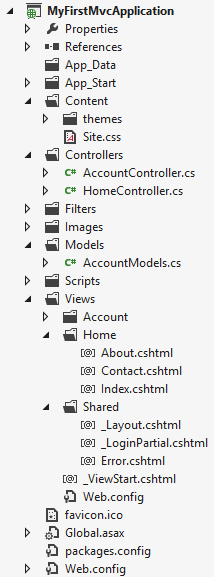 MyFirstMvcApplication
Properties
References
App_Data
App_Start
Content
themes
Site.css
Controllers
C# AccountController.cs
C# HomeController.cs
Filters
Images
Models
C# AccountModels.cs
Scripts
Views
Account
Home
[@] About.cshtml
[@] Contact.cshtml
[@] Index.cshtml
Shared
[@] _Layout.cshtml
[@] _LoginPartial.cshtml
[@] Error.cshtml
[@] _ViewStart.cshtml
Web.config
favicon.ico
Global.asax
packages.config
Web.config